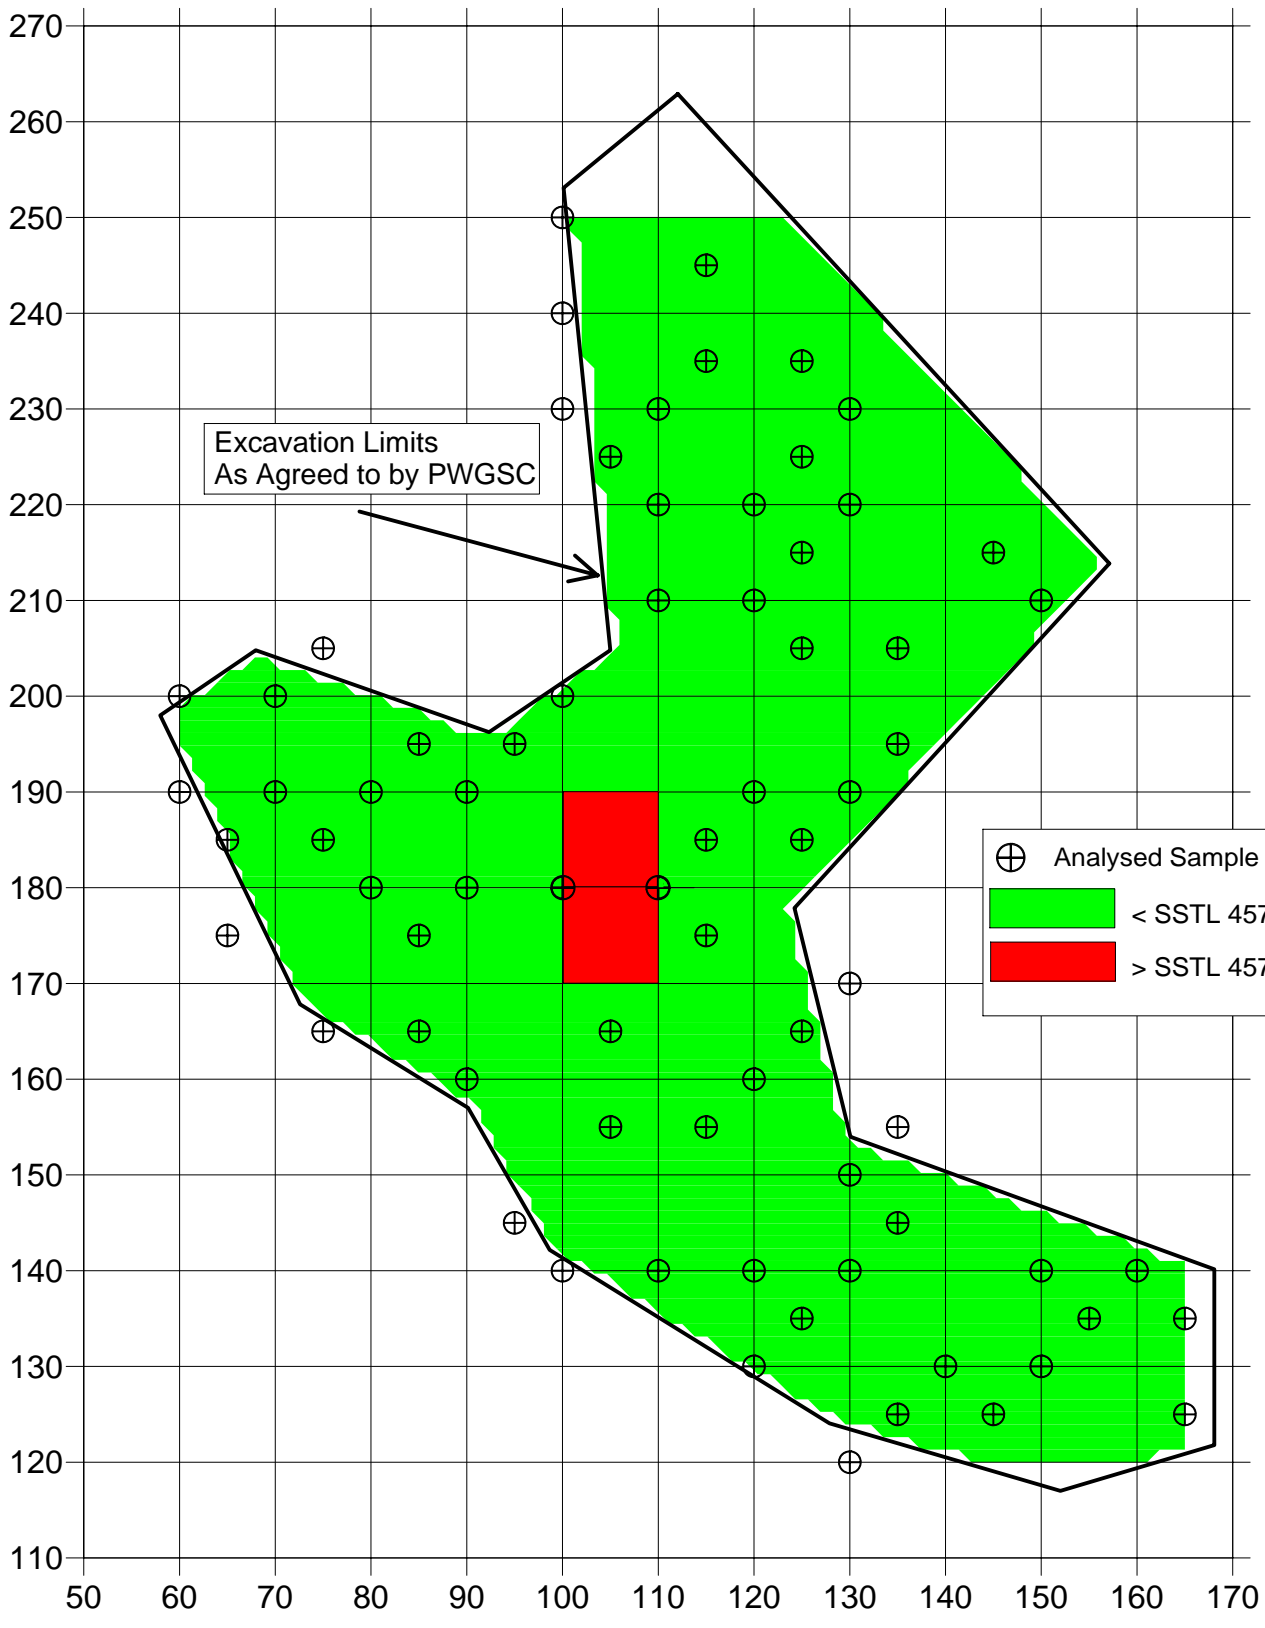 270
260
250
240
230
Excavation Limits
As Agreed to by PWGSC
220
210
200
190
Analysed Sample
180
< SSTL 457
> SSTL 457
170
160
150
140
130
120
110
50 60 70 80 90 100 110 120 130 140 150 160 170